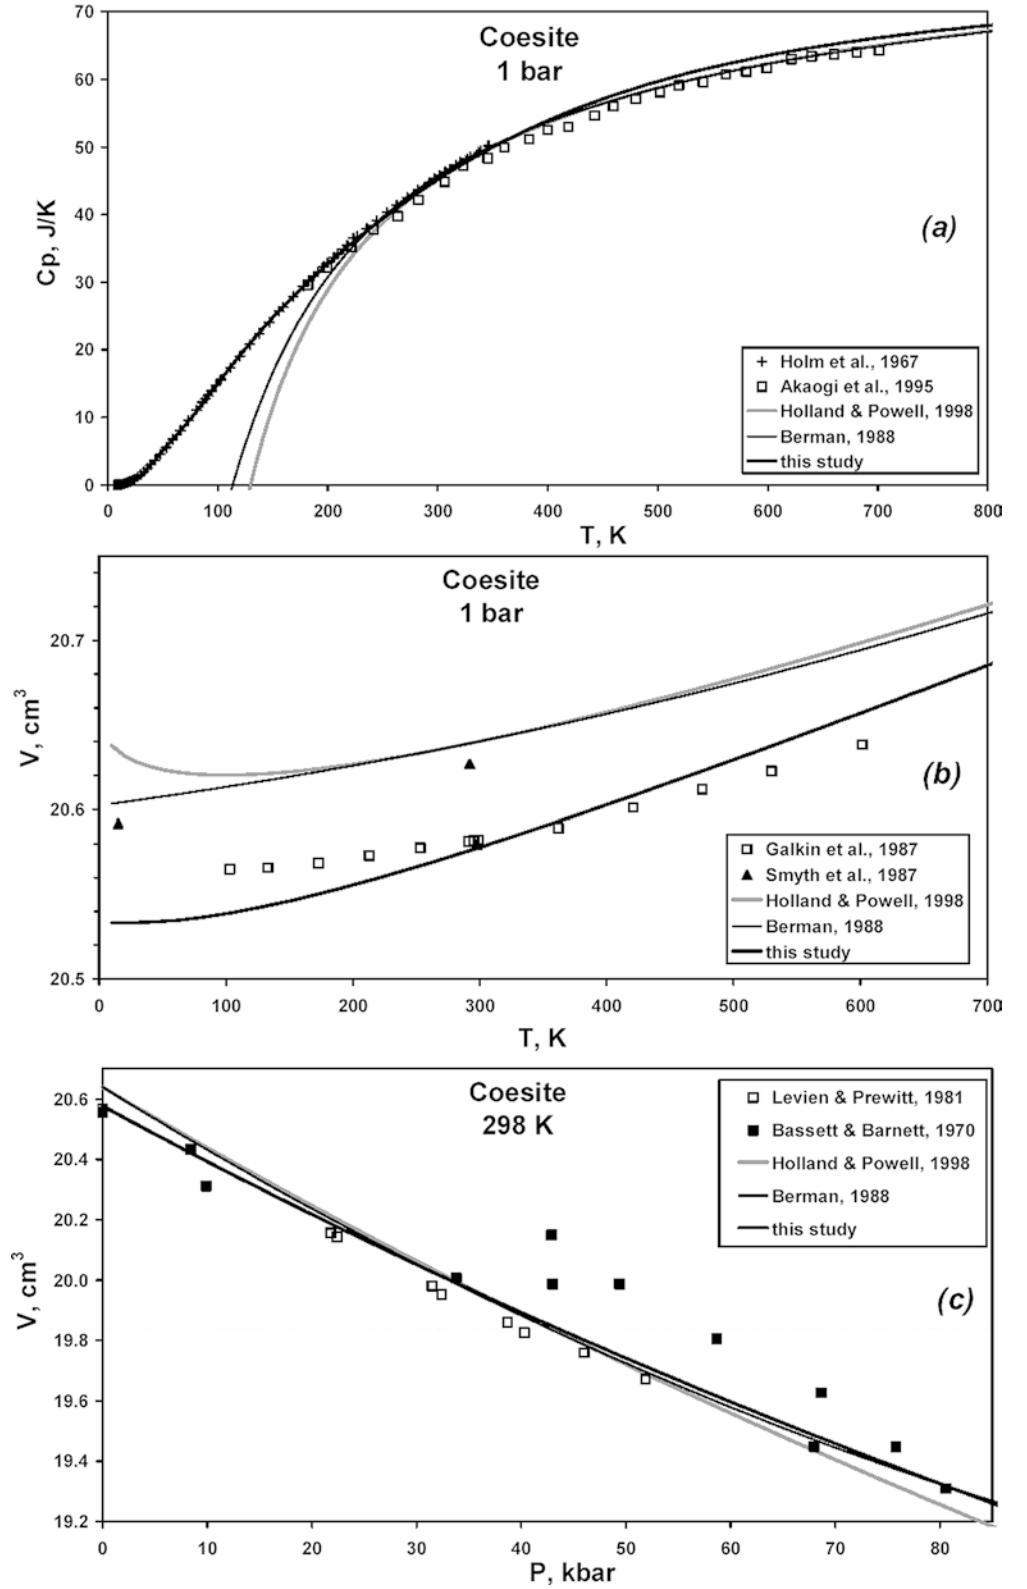 Coesite
1 bar
70
60
50
40
30
20
10
0
Cp, J/K
(a)
+ Holm et al., 1967
Akaogi et al., 1995
Holland & Powell, 1998
Berman, 1988
this study
0 100 200 300 400 500 600 700 800
T, K
Coesite
1 bar
20.7
20.6
20.5
V, cm³
(b)
Galkin et al., 1987
Smyth et al., 1987
Holland & Powell, 1998
Berman, 1988
this study
0 100 200 300 400 500 600 700
T, K
Coesite
298 K
20.6
20.4
20.2
20.0
19.8
19.6
19.4
19.2
V, cm³
(c)
Levien & Prewitt, 1981
Bassett & Barnett, 1970
Holland & Powell, 1998
Berman, 1988
this study
0 10 20 30 40 50 60 70 80
P, kbar